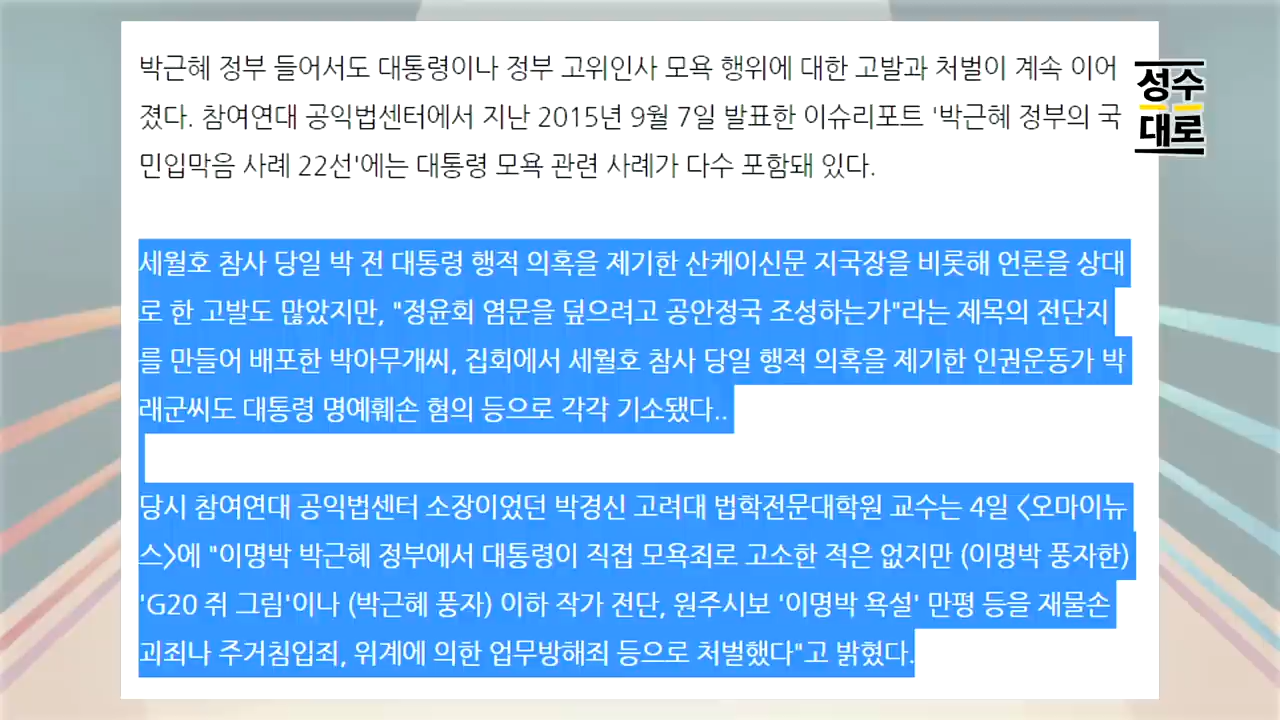 박근혜 정부 들어서도 대통령이나 정부 고위인사 모욕 행위에 대한 고발과 처벌이 계속 이어
졌다. 참여연대 공익법센터에서 지난 2015년 9월 7일 발표한 이슈리포트 '박근혜 정부의 국
민입막음 사례 22선'에는 대통령 모욕 관련 사례가 다수 포함돼 있다.
세월호 참사 당일 박 전 대통령 행적 의혹을 제기한 산케이신문 지국장을 비롯해 언론을 상대
로 한 고발도 많았지만, "정윤회 염문을 덮으려고 공안정국 조성하는가"라는 제목의 전단지
를 만들어 배포한 박아무개씨, 집회에서 세월호 참사 당일 행적 의혹을 제기한 인권운동가 박
래군씨도 대통령 명예훼손 혐의 등으로 각각 기소됐다..
당시 참여연대 공익법센터 소장이었던 박경신 고려대 법학전문대학원 교수는 4일 <오마이뉴
스>에 "이명박 박근혜 정부에서 대통령이 직접 모욕죄로 고소한 적은 없지만 (이명박 풍자한)
'G20 쥐 그림'이나 (박근혜 풍자) 이하 작가 전단, 원주시보 '이명박 욕설' 만평 등을 재물손
괴죄나 주거침입죄, 위계에 의한 업무방해죄 등으로 처벌했다"고 밝혔다.
성수
대로